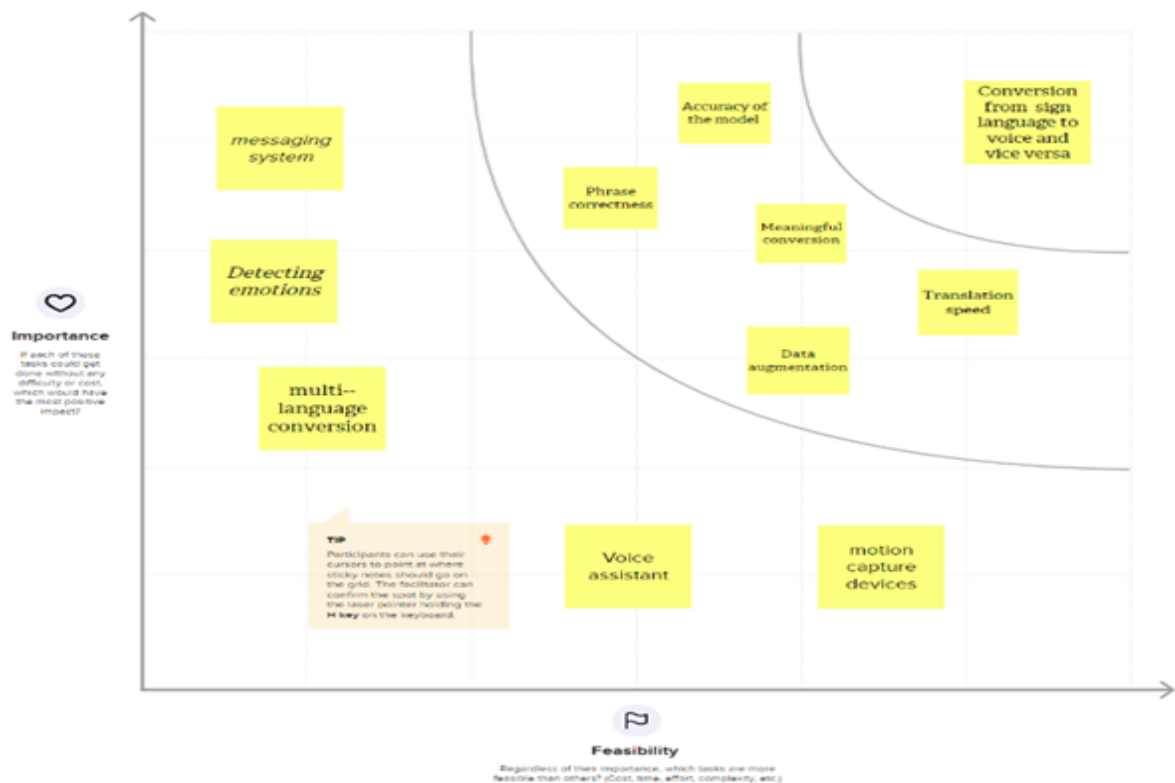 messaging
system
Accuracy of
the model
Conversion
from sign
language to
voice and
vice versa
Phrase
correctness
Meaningful
conversion
Detecting
emotions
Translation
speed
Importance
If each of these
tasks could get
done without any
difficulty or cost,
which would have
the most positive
impact?
Data
augmentation
multi--
language
conversion
TIP
Participants can use their
cursors to point at where
sticky notes should go on
the grid. The facilitator can
confirm the spot by using
the laser pointer holding the
H key on the keyboard.
Voice
assistant
motion
capture
devices
Feasibility
Regardless of their importance, which tasks are more
feasible than others? (Cost, time, effort, complexity, etc.)